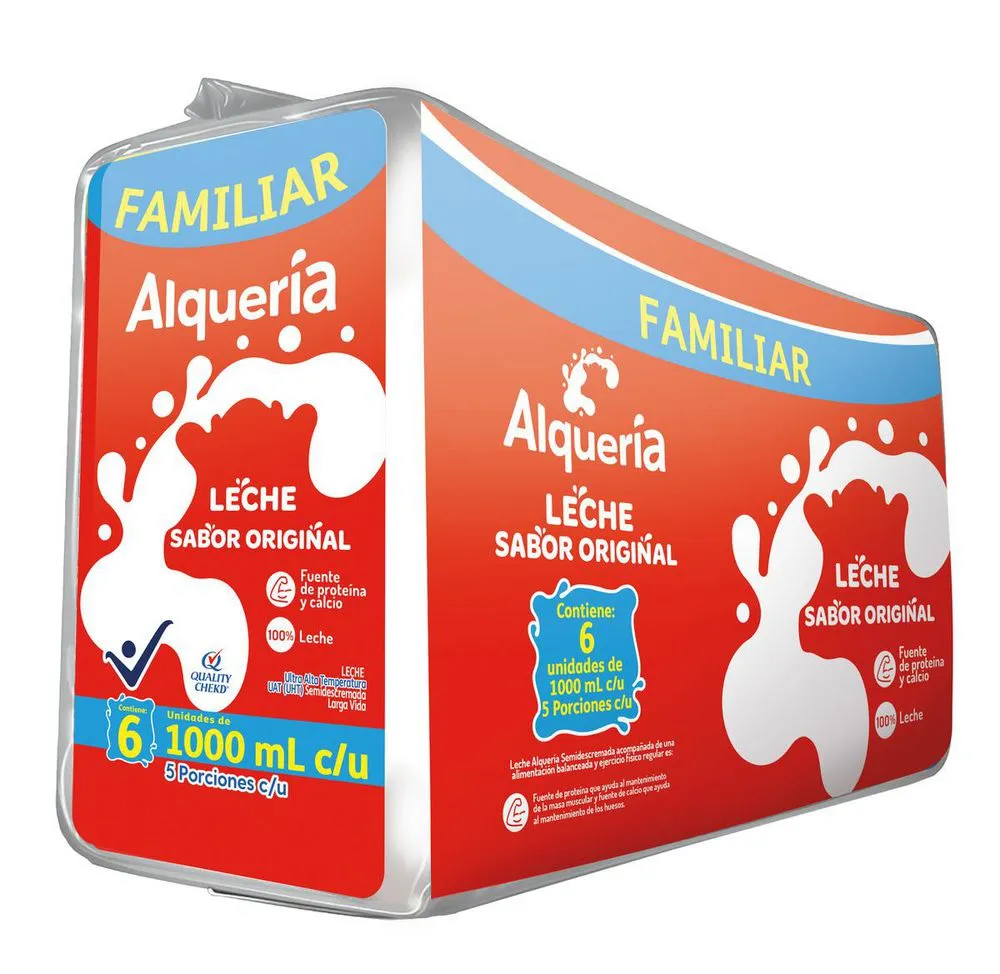 FAMILIAR
Alquería
LECHE
SABOR ORIGINAL
Fuente
de proteína
y calcio
100% Leche
QUALITY
CHEKD
LECHE
Ultra Alta Temperatura
UAT (UHT) Semidescremada
Larga Vida
Contiene:
6
Unidades de
1000 mL c/u
5 Porciones c/u
FAMILIAR
Alquería
LECHE
SABOR ORIGINAL
Contiene:
6
unidades de
1000 mL c/u
5 Porciones c/u
Leche Alquería Semidescremada acompañada de una
alimentación balanceada y ejercicio físico regular es:
Fuente de proteína que ayuda al mantenimiento
de la masa muscular y fuente de calcio que ayuda
al mantenimiento de los huesos.
LECHE
SABOR ORIGINAL
Fuente
de proteína
y calcio
100% Leche